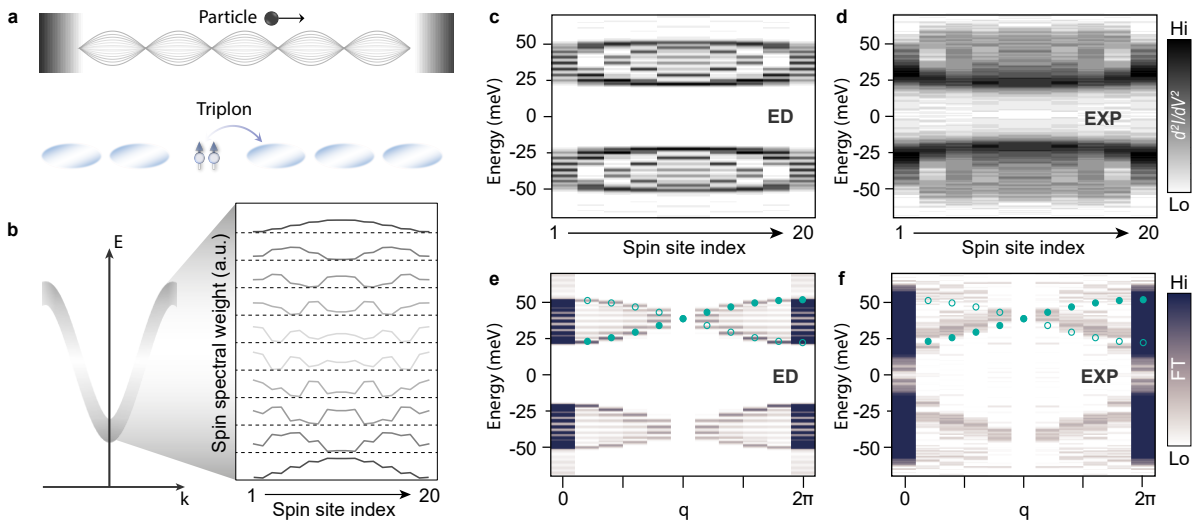 a
Particle
Triplon
b
E
k
Spin spectral weight (a.u.)
1
20
Spin site index
c
Energy (meV)
50
25
0
-25
-50
ED
1
20
Spin site index
d
Energy (meV)
50
25
0
-25
-50
EXP
1
20
Spin site index
Hi
d²I/dV²
Lo
e
Energy (meV)
50
25
0
-25
-50
ED
0
2π
q
f
Energy (meV)
50
25
0
-25
-50
EXP
0
2π
q
Hi
FT
Lo